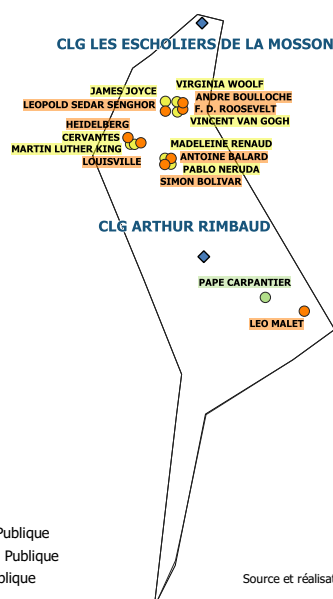 CLG LES ESCHOLIERS DE LA MOSSON
VIRGINIA WOOLF
JAMES JOYCE
ANDRE BOULLOCHE
LEOPOLD SEDAR SENGHOR
F. D. ROOSEVELT
VINCENT VAN GOGH
HEIDELBERG
CERVANTES
MARTIN LUTHER KING
LOUISVILLE
MADELEINE RENAUD
ANTOINE BALARD
PABLO NERUDA
SIMON BOLIVAR
CLG ARTHUR RIMBAUD
PAPE CARPANTIER
LEO MALET
Publique
Publique
blique
Source et réalisat